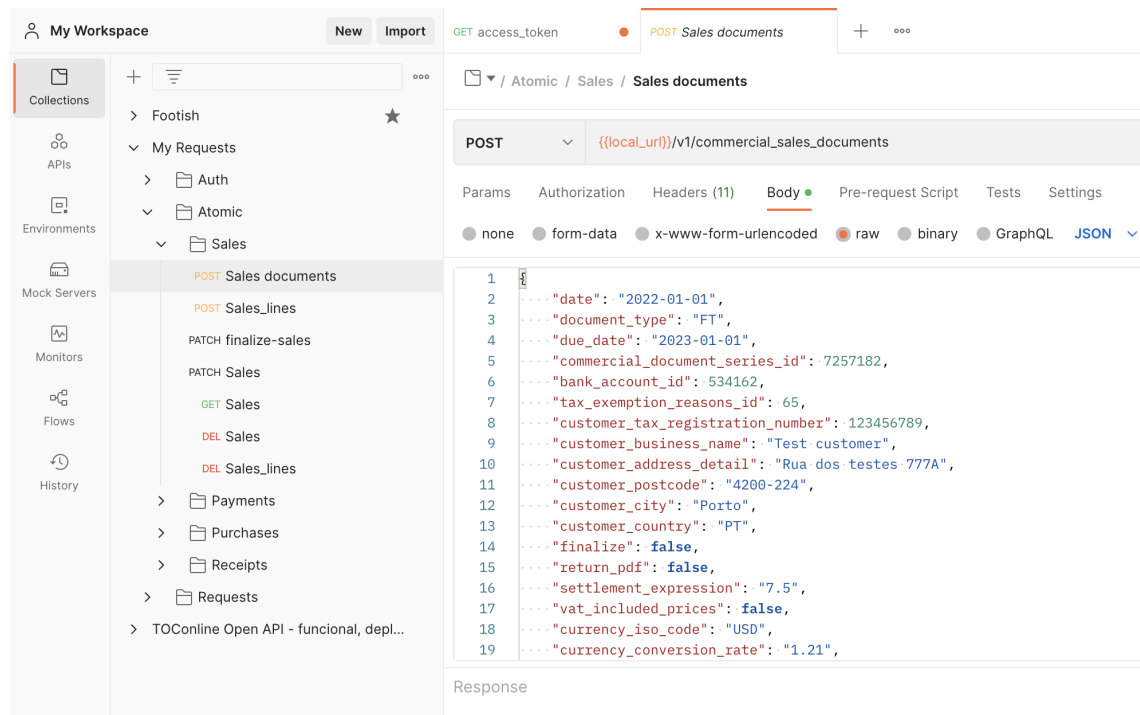 My Workspace
New
Import
Collections
APIs
Environments
Mock Servers
Monitors
Flows
History
Footish
My Requests
Auth
Atomic
Sales
POST Sales documents
POST Sales_lines
PATCH finalize-sales
PATCH Sales
GET Sales
DEL Sales
DEL Sales_lines
Payments
Purchases
Receipts
Requests
TOConline Open API - funcional, depl...
GET access_token
POST Sales documents
/ Atomic / Sales / Sales documents
POST
{{local_url}}/v1/commercial_sales_documents
Params Authorization Headers (11) Body Pre-request Script Tests Settings
none form-data x-www-form-urlencoded raw binary GraphQL JSON
1 {
2 "date": "2022-01-01",
3 "document_type": "FT",
4 "due_date": "2023-01-01",
5 "commercial_document_series_id": 7257182,
6 "bank_account_id": 534162,
7 "tax_exemption_reasons_id": 65,
8 "customer_tax_registration_number": 123456789,
9 "customer_business_name": "Test customer",
10 "customer_address_detail": "Rua dos testes 777A",
11 "customer_postcode": "4200-224",
12 "customer_city": "Porto",
13 "customer_country": "PT",
14 "finalize": false,
15 "return_pdf": false,
16 "settlement_expression": "7.5",
17 "vat_included_prices": false,
18 "currency_iso_code": "USD",
19 "currency_conversion_rate": "1.21",
Response